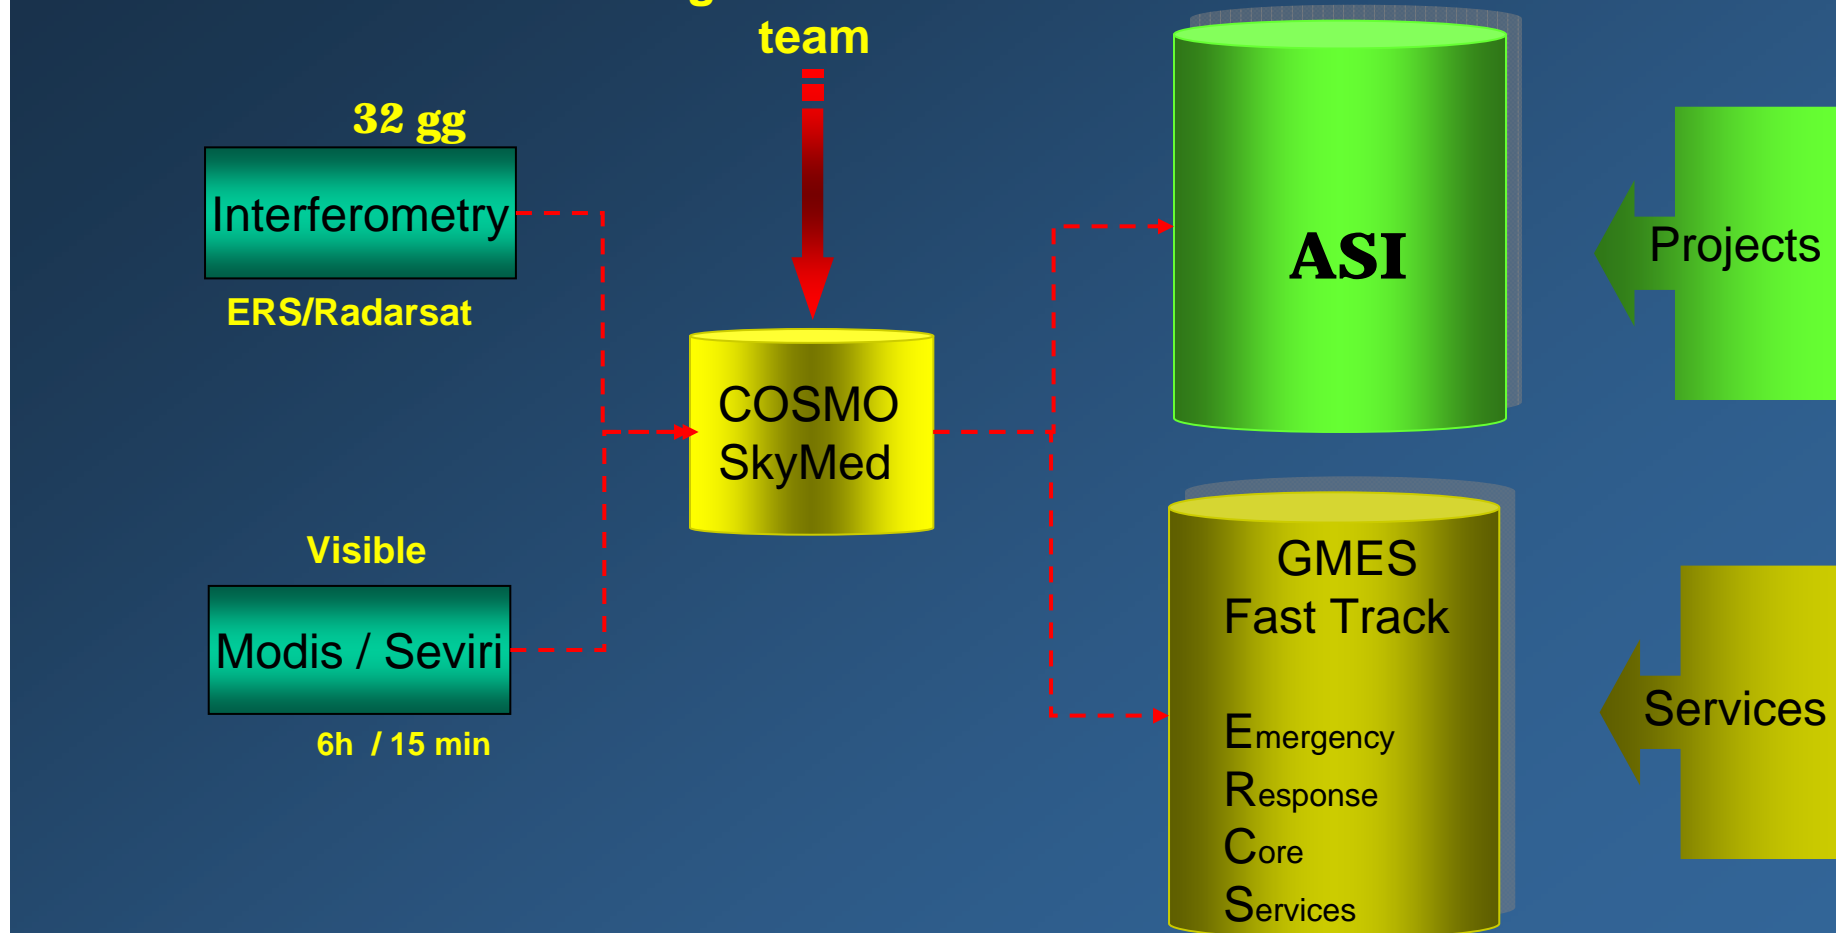 team
32 gg
Interferometry
ERS/Radarsat
COSMO
SkyMed
Visible
Modis / Seviri
6h / 15 min
ASI
Projects
GMES
Fast Track
Emergency
Response
Core
Services
Services